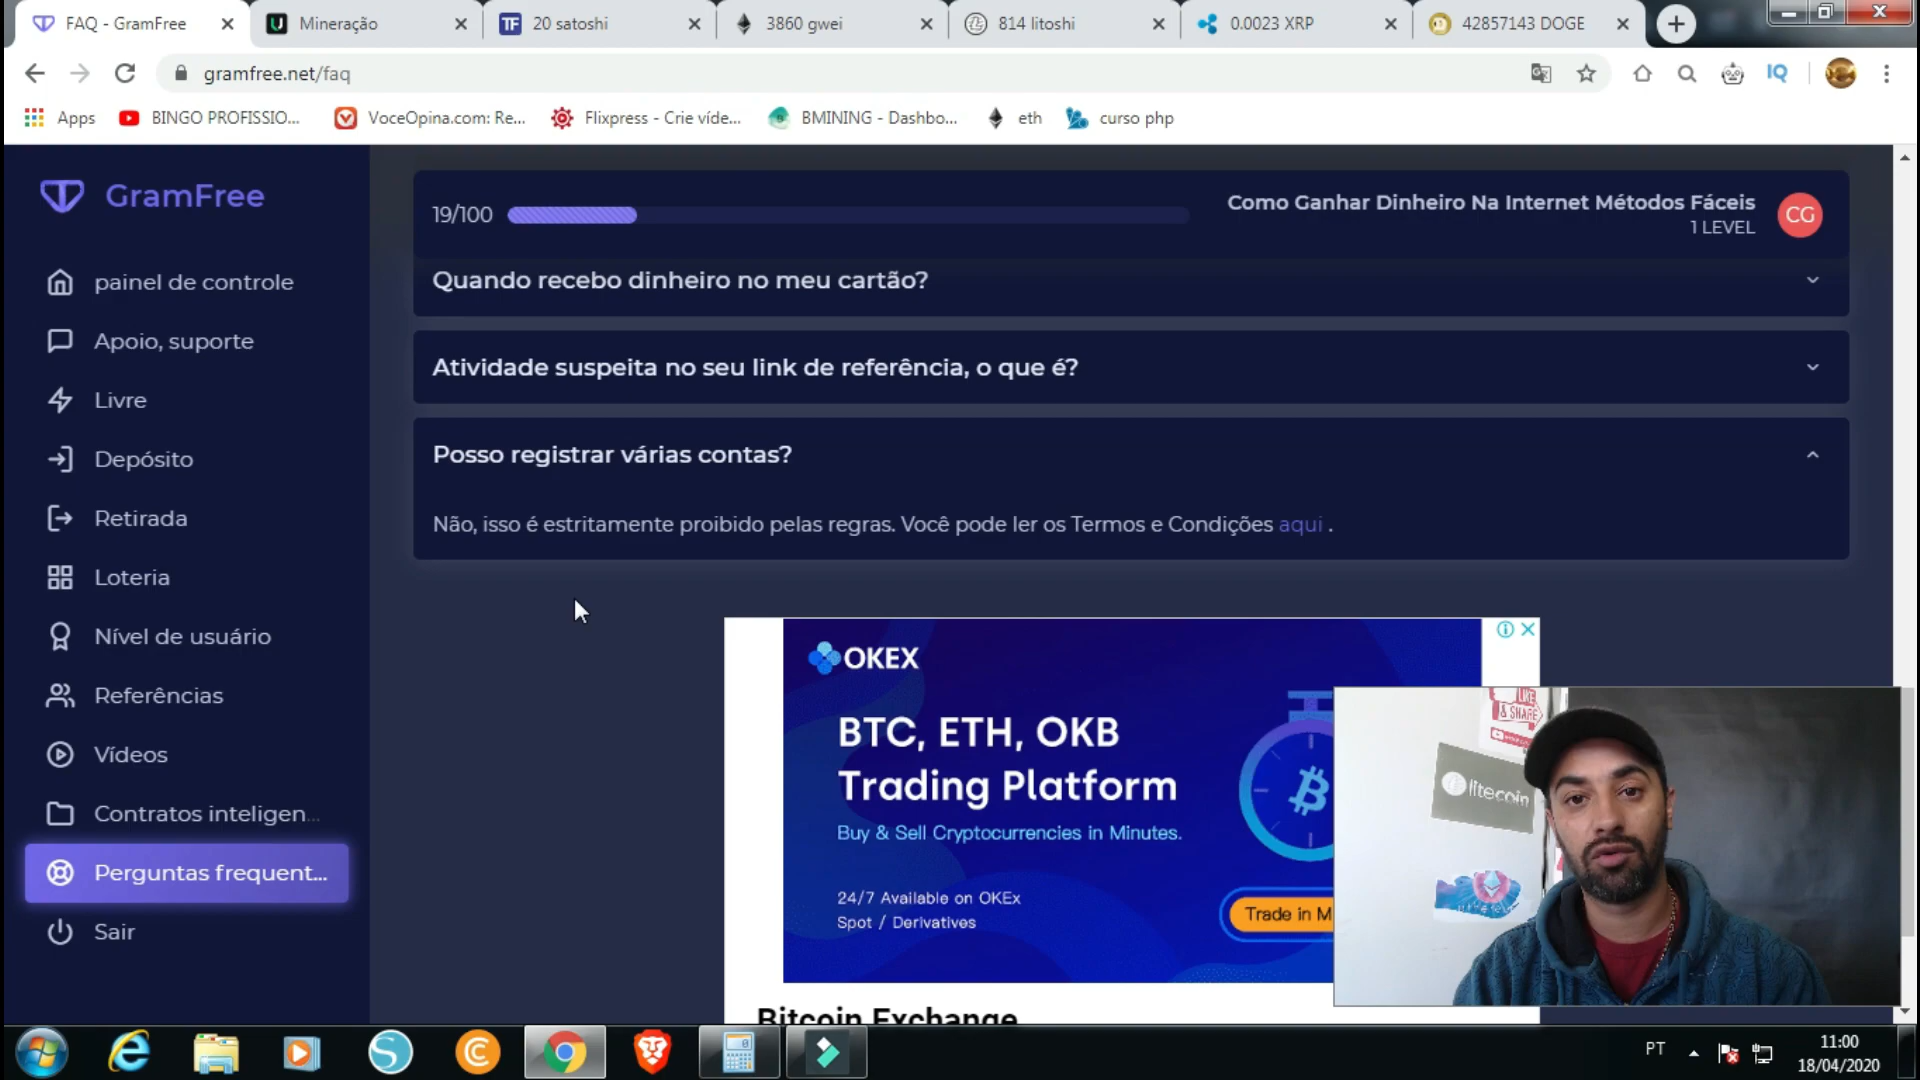 FAQ - GramFree
Mineração
TF
20 satoshi
3860 gwei
814 litoshi
0.0023 XRP
42857143 DOGE
gramfree.net/faq
IQ
Apps
BINGO PROFISSIO...
VoceOpina.com: Re...
Flixpress - Crie víde...
BMINING - Dashbo...
eth
curso php
GramFree
19/100
Como Ganhar Dinheiro Na Internet Métodos Fáceis
1 LEVEL
CG
painel de controle
Apoio, suporte
Livre
Depósito
Retirada
Loteria
Nível de usuário
Referências
Vídeos
Contratos inteligen...
Perguntas frequent...
Sair
Quando recebo dinheiro no meu cartão?
Atividade suspeita no seu link de referência, o que é?
Posso registrar várias contas?
Não, isso é estritamente proibido pelas regras. Você pode ler os Termos e Condições aqui .
OKEX
BTC, ETH, OKB
Trading Platform
Buy & Sell Cryptocurrencies in Minutes.
24/7 Available on OKEx
Spot / Derivatives
Trade in M
Bitcoin Exchange
LIKE
& SHARE
litecoin
PT
11:00
18/04/2020